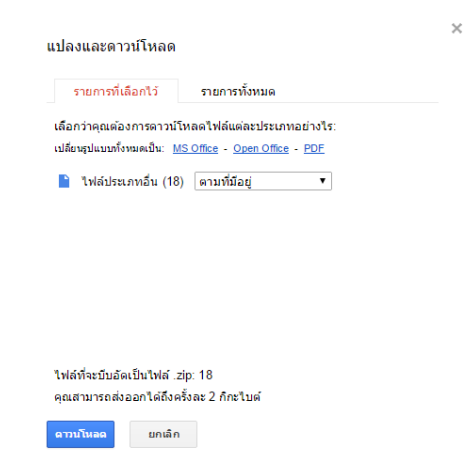 แปลงและดาวน์โหลด
รายการที่เลือกไว้ รายการทั้งหมด
เลือกว่าคุณต้องการดาวน์โหลดไฟล์แต่ละประเภทอย่างไร:
เปลี่ยนรูปแบบทั้งหมดเป็น: MS Office - Open Office - PDF
ไฟล์ประเภทอื่น (18) ตามที่มีอยู่
ไฟล์ที่จะบีบอัดเป็นไฟล์ .zip: 18
คุณสามารถส่งออกได้ถึงครั้งละ 2 กิกะไบต์
ดาวน์โหลด ยกเลิก